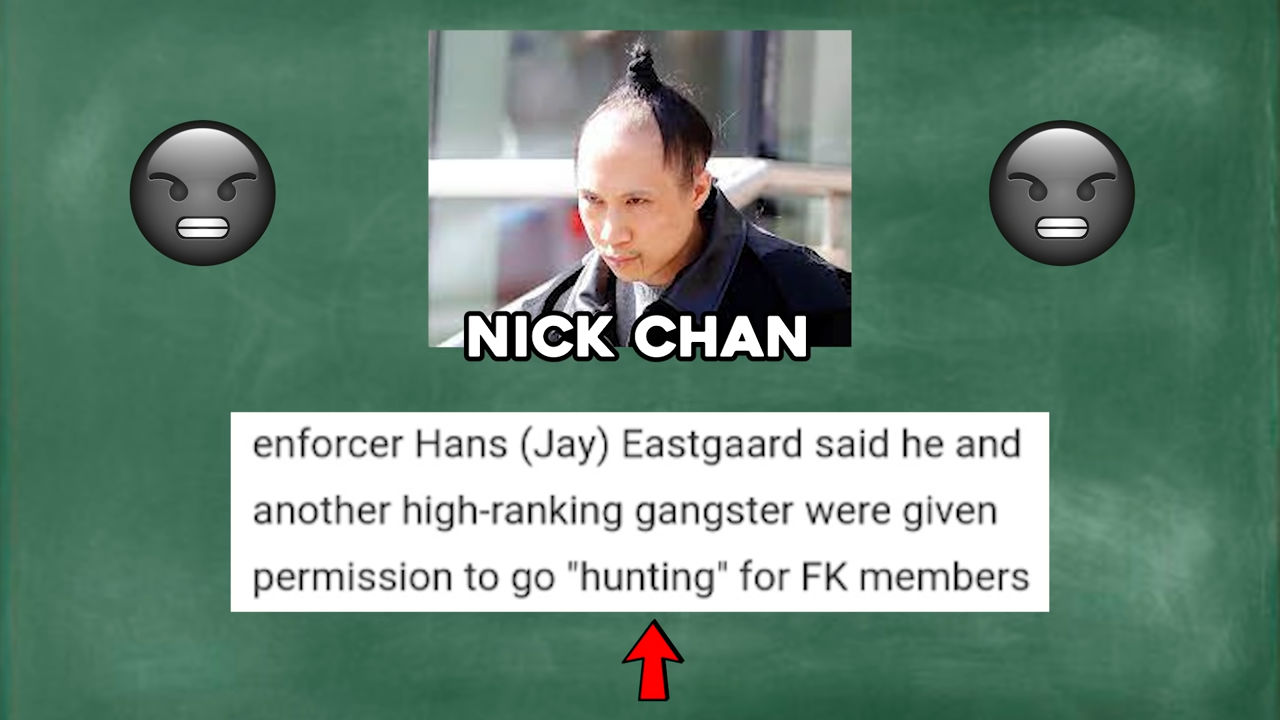 NICK CHAN
enforcer Hans (Jay) Eastgaard said he and
another high-ranking gangster were given
permission to go "hunting" for FK members